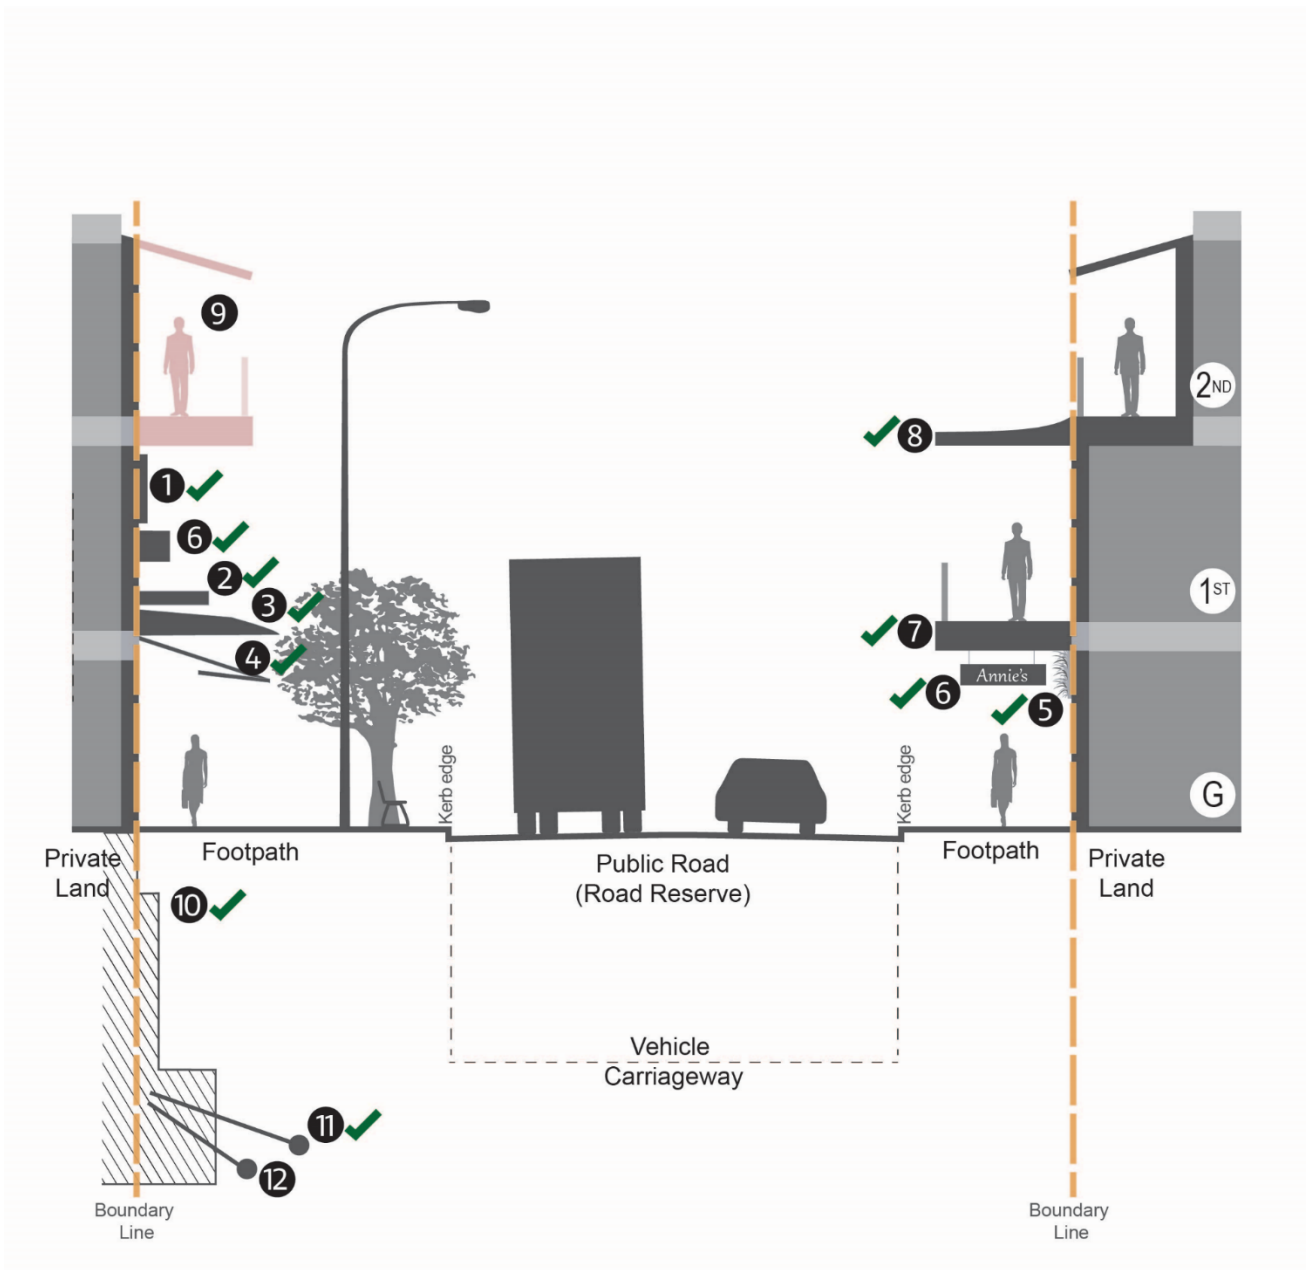 9
2ND
8
1
6
2
3
1ST
7
4
Annie's
6
5
Kerb edge
Kerb edge
G
Private
Land
Footpath
Public Road
(Road Reserve)
Footpath
Private
Land
10
Vehicle
Carriageway
11
12
Boundary
Line
Boundary
Line